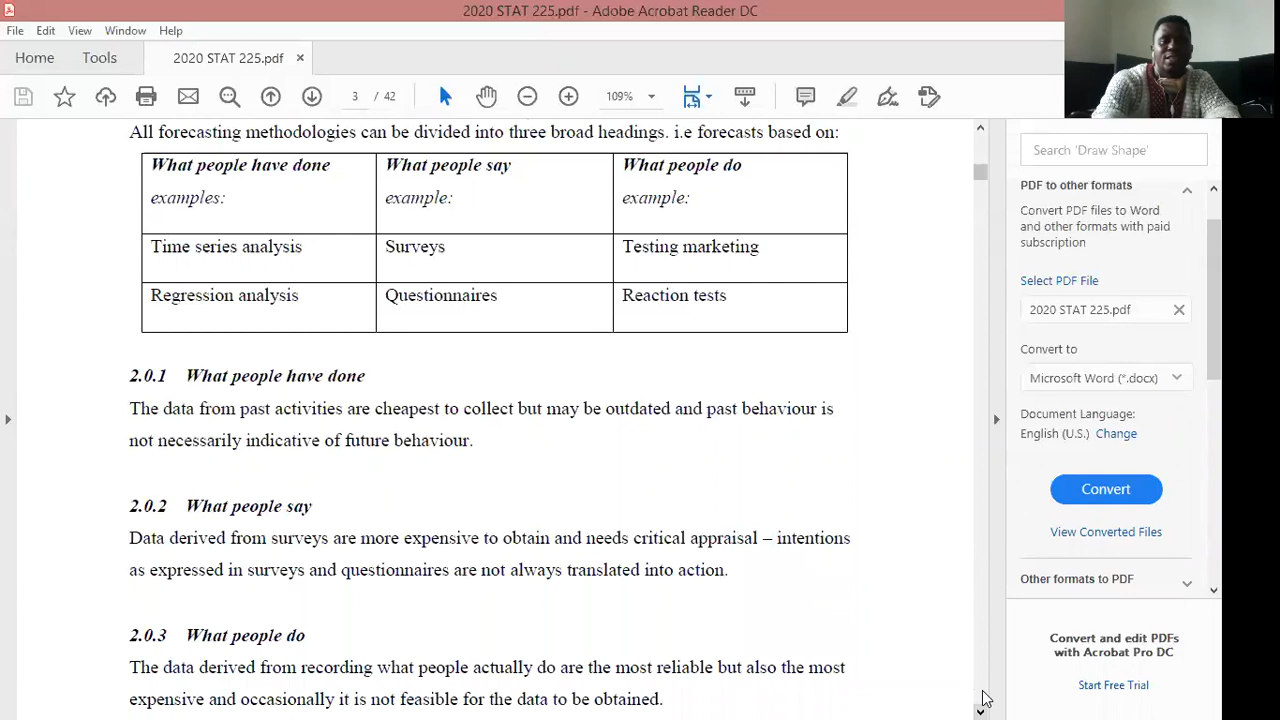 2020 STAT 225.pdf - Adobe Acrobat Reader DC
File Edit View Window Help
Home Tools 2020 STAT 225.pdf ×
3 / 42 109%
All forecasting methodologies can be divided into three broad headings. i.e forecasts based on:
What people have done What people say What people do
examples: example: example:
Time series analysis Surveys Testing marketing
Regression analysis Questionnaires Reaction tests
2.0.1 What people have done
The data from past activities are cheapest to collect but may be outdated and past behaviour is
not necessarily indicative of future behaviour.
2.0.2 What people say
Data derived from surveys are more expensive to obtain and needs critical appraisal – intentions
as expressed in surveys and questionnaires are not always translated into action.
2.0.3 What people do
The data derived from recording what people actually do are the most reliable but also the most
expensive and occasionally it is not feasible for the data to be obtained.
Search 'Draw Shape'
PDF to other formats
Convert PDF files to Word
and other formats with paid
subscription
Select PDF File
2020 STAT 225.pdf
Convert to
Microsoft Word (*.docx)
Document Language:
English (U.S.) Change
Convert
View Converted Files
Other formats to PDF
Convert and edit PDFs
with Acrobat Pro DC
Start Free Trial